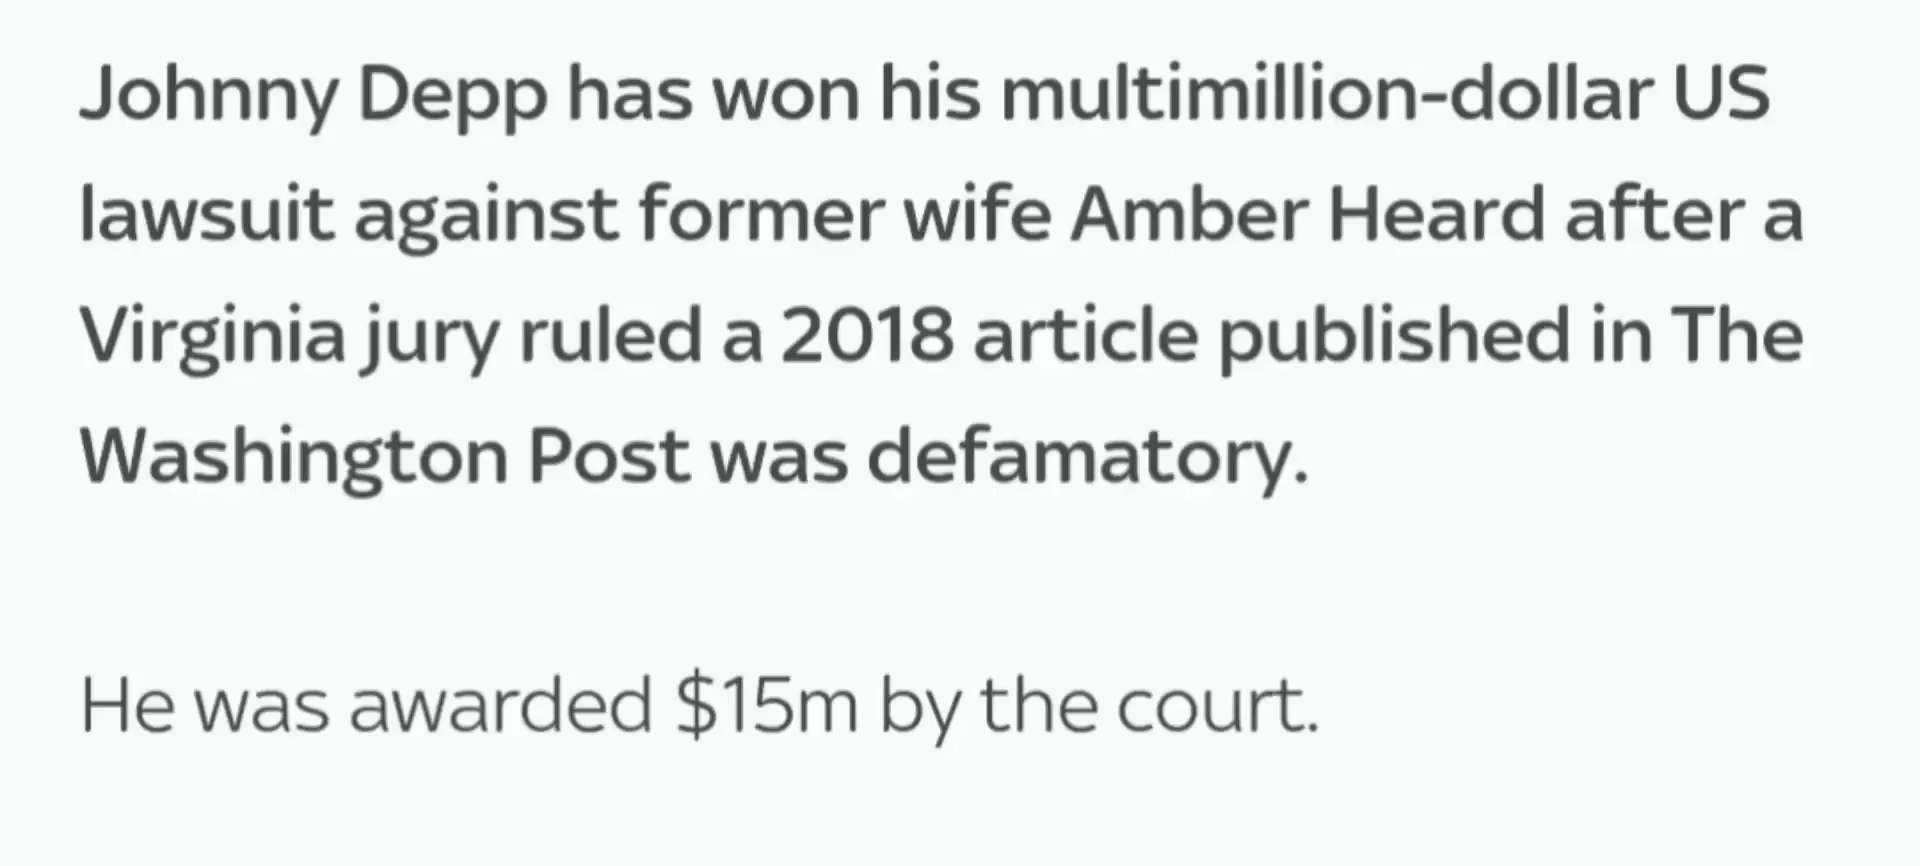 Johnny Depp has won his multimillion-dollar US
lawsuit against former wife Amber Heard after a
Virginia jury ruled a 2018 article published in The
Washington Post was defamatory.
He was awarded $15m by the court.